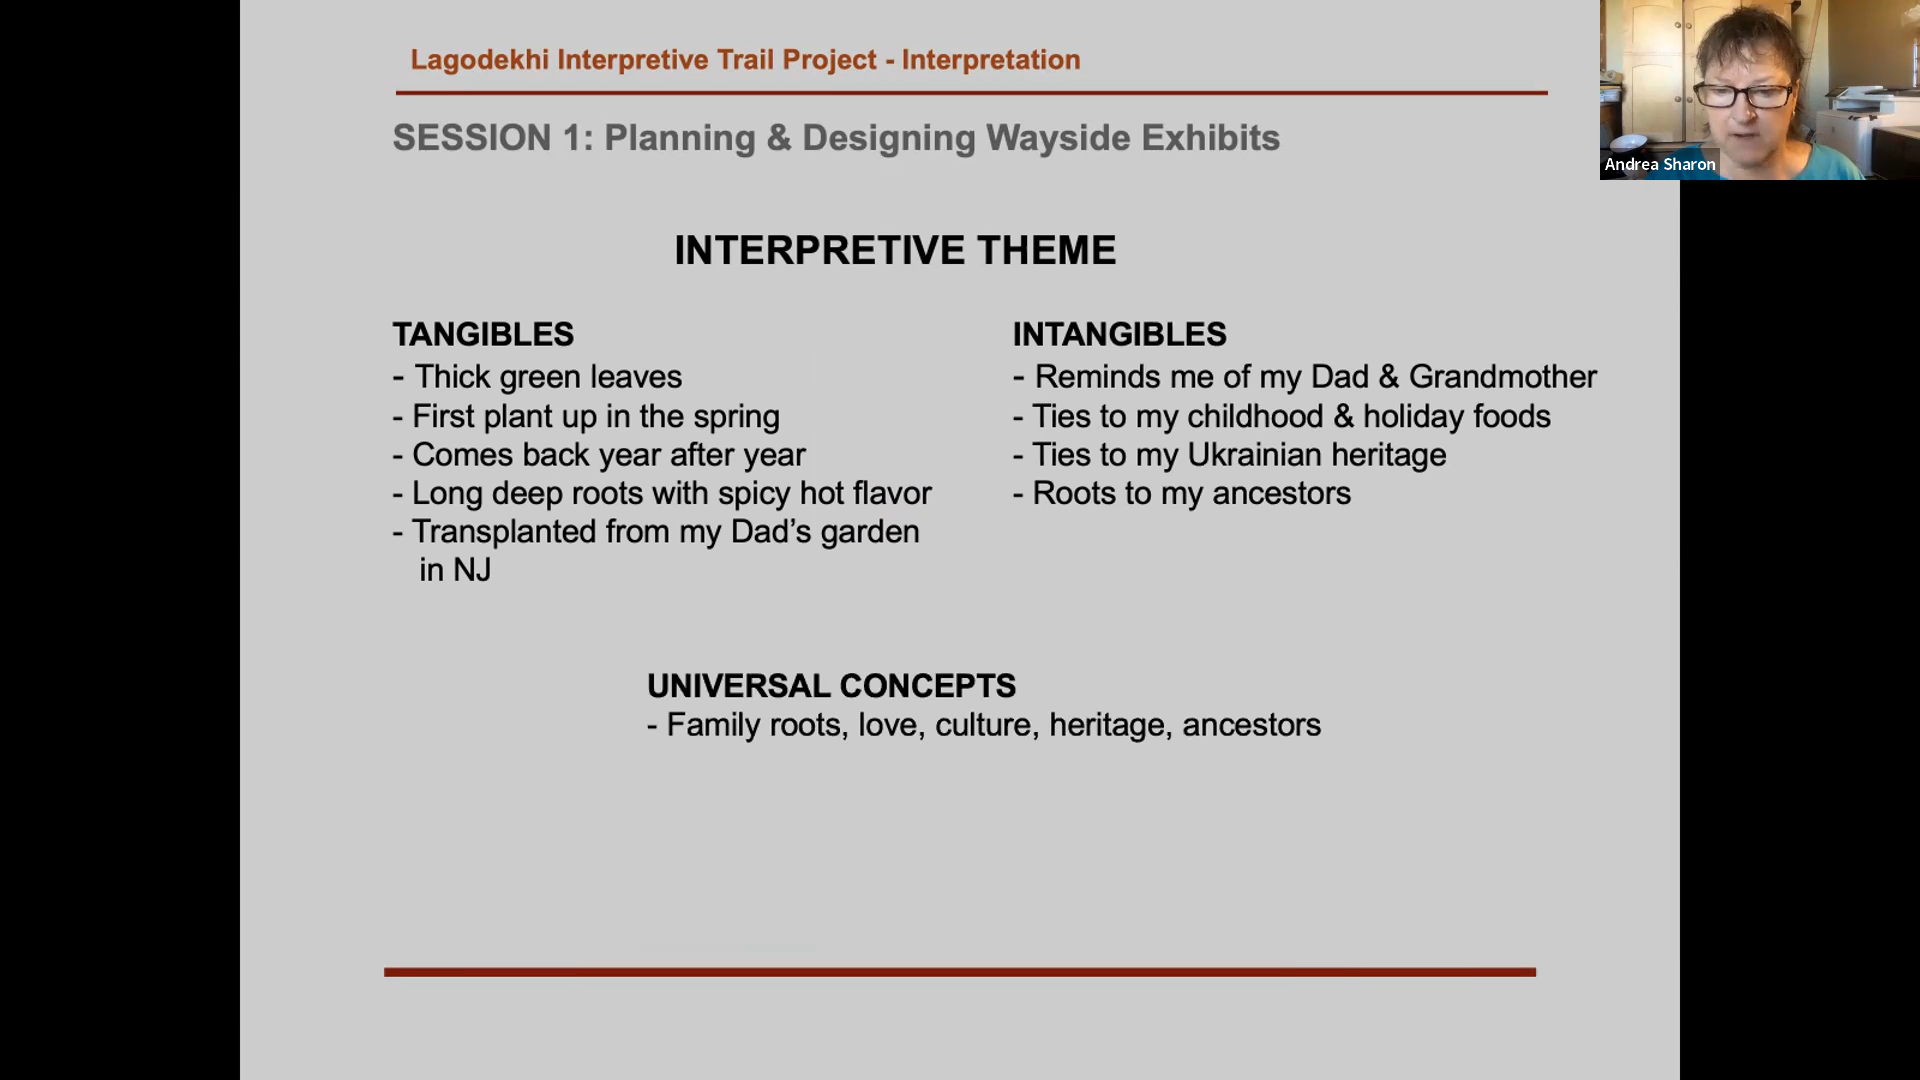 Lagodekhi Interpretive Trail Project - Interpretation
SESSION 1: Planning & Designing Wayside Exhibits
Andrea Sharon
INTERPRETIVE THEME
TANGIBLES
- Thick green leaves
- First plant up in the spring
- Comes back year after year
- Long deep roots with spicy hot flavor
- Transplanted from my Dad’s garden
in NJ
INTANGIBLES
- Reminds me of my Dad & Grandmother
- Ties to my childhood & holiday foods
- Ties to my Ukrainian heritage
- Roots to my ancestors
UNIVERSAL CONCEPTS
- Family roots, love, culture, heritage, ancestors